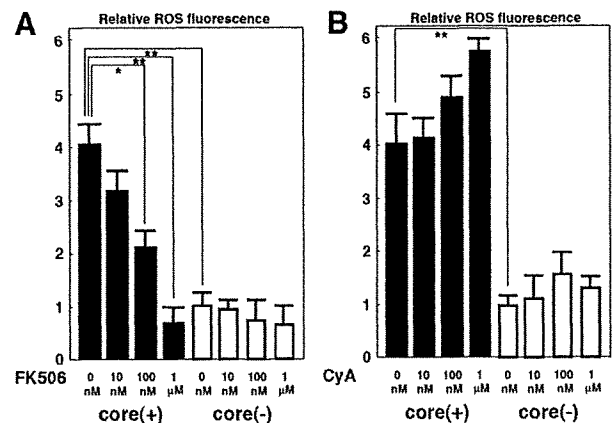 A
Relative ROS fluorescence
**
**
*
6
5
4
3
2
1
0
FK506
0 nM
10 nM
100 nM
1 μM
0 nM
10 nM
100 nM
1 μM
core(+)
core(-)
B
Relative ROS fluorescence
**
6
5
4
3
2
1
0
CyA
0 nM
10 nM
100 nM
1 μM
0 nM
10 nM
100 nM
1 μM
core(+)
core(-)